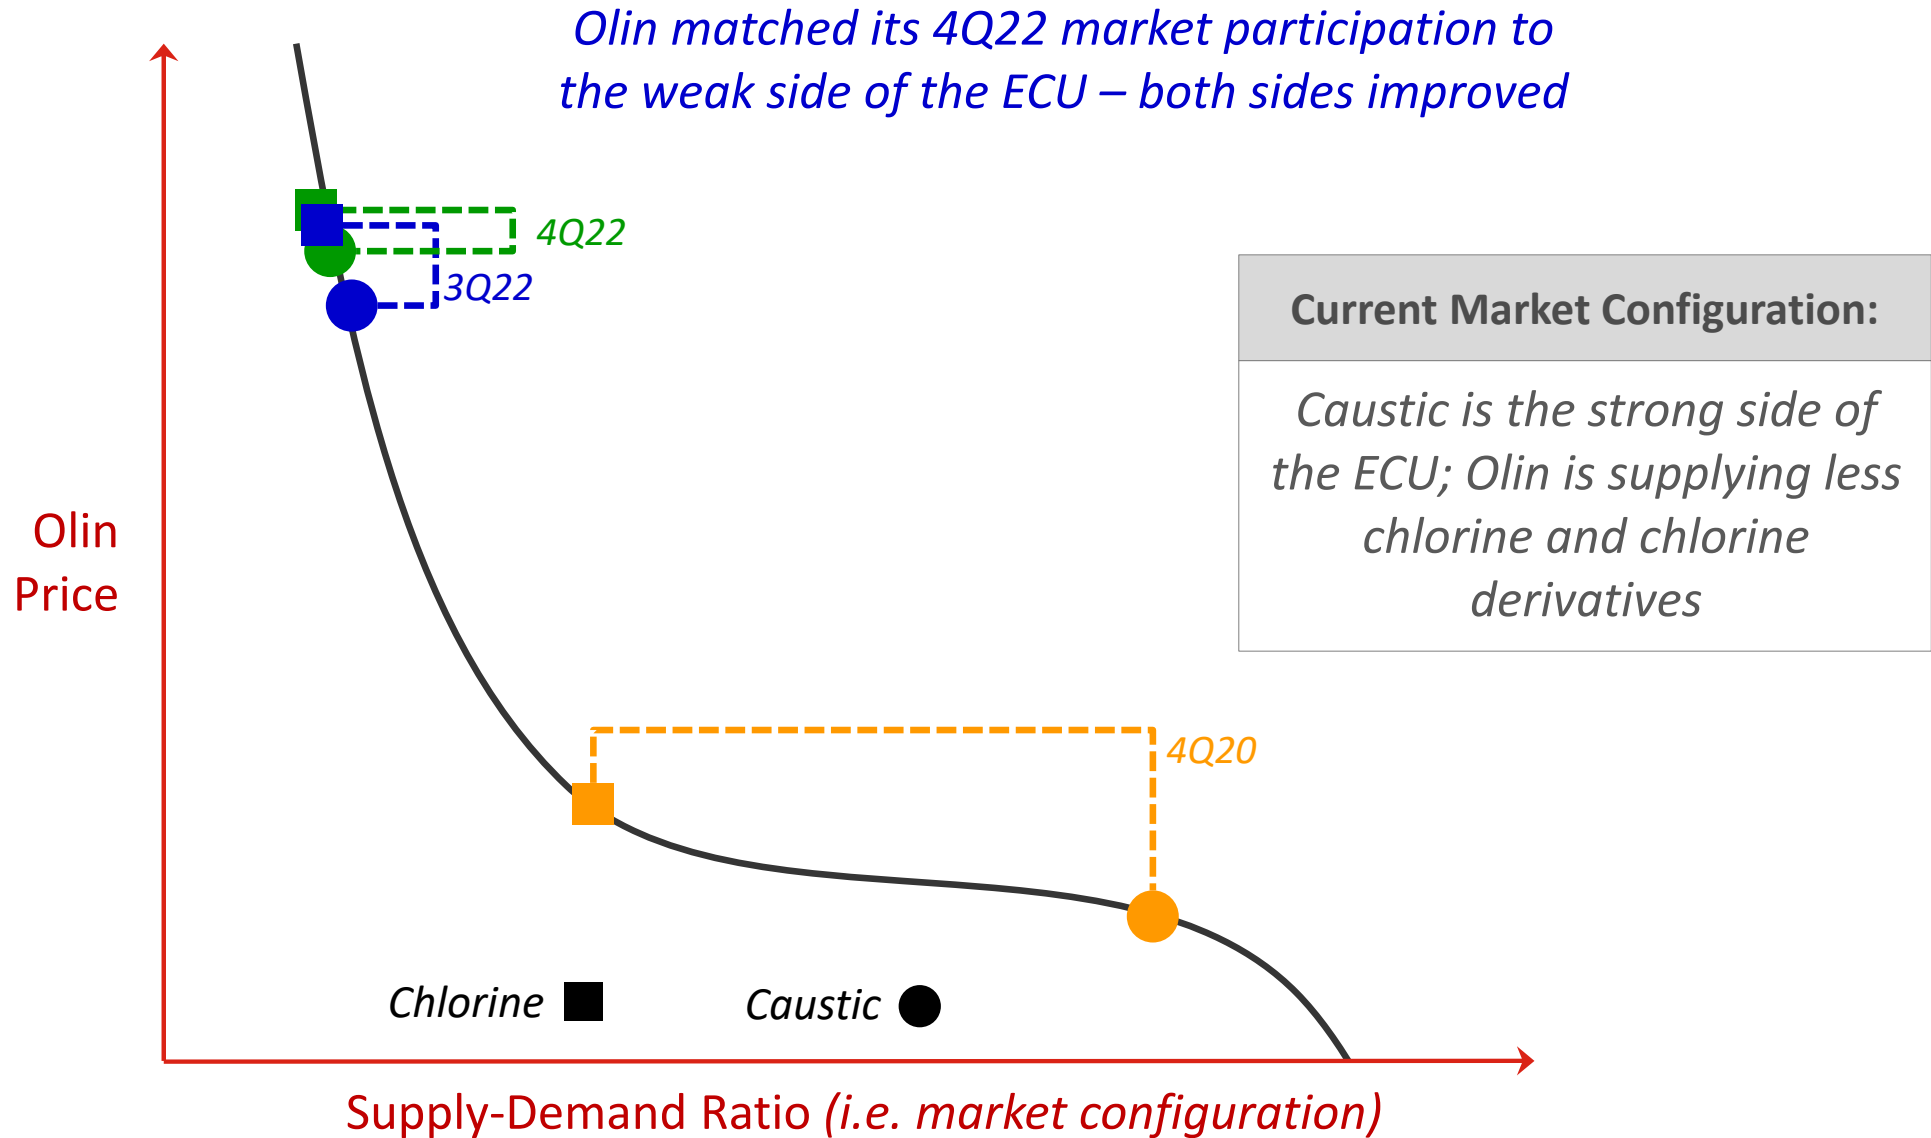 Olin matched its 4Q22 market participation to
the weak side of the ECU – both sides improved
4Q22
3Q22
Current Market Configuration:
Caustic is the strong side of
the ECU; Olin is supplying less
chlorine and chlorine
derivatives
Olin
Price
4Q20
Chlorine
Caustic
Supply-Demand Ratio (i.e. market configuration)